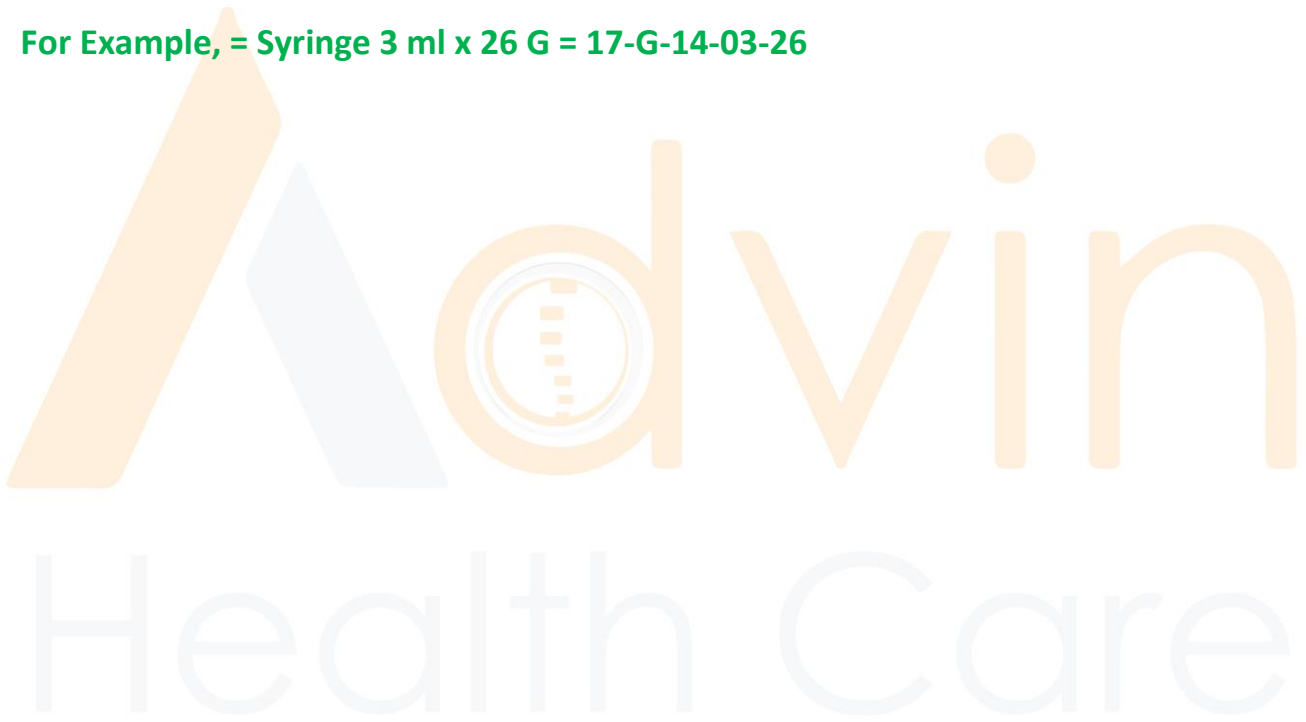 For Example, = Syringe 3 ml x 26 G = 17-G-14-03-26
Advin
Health Care